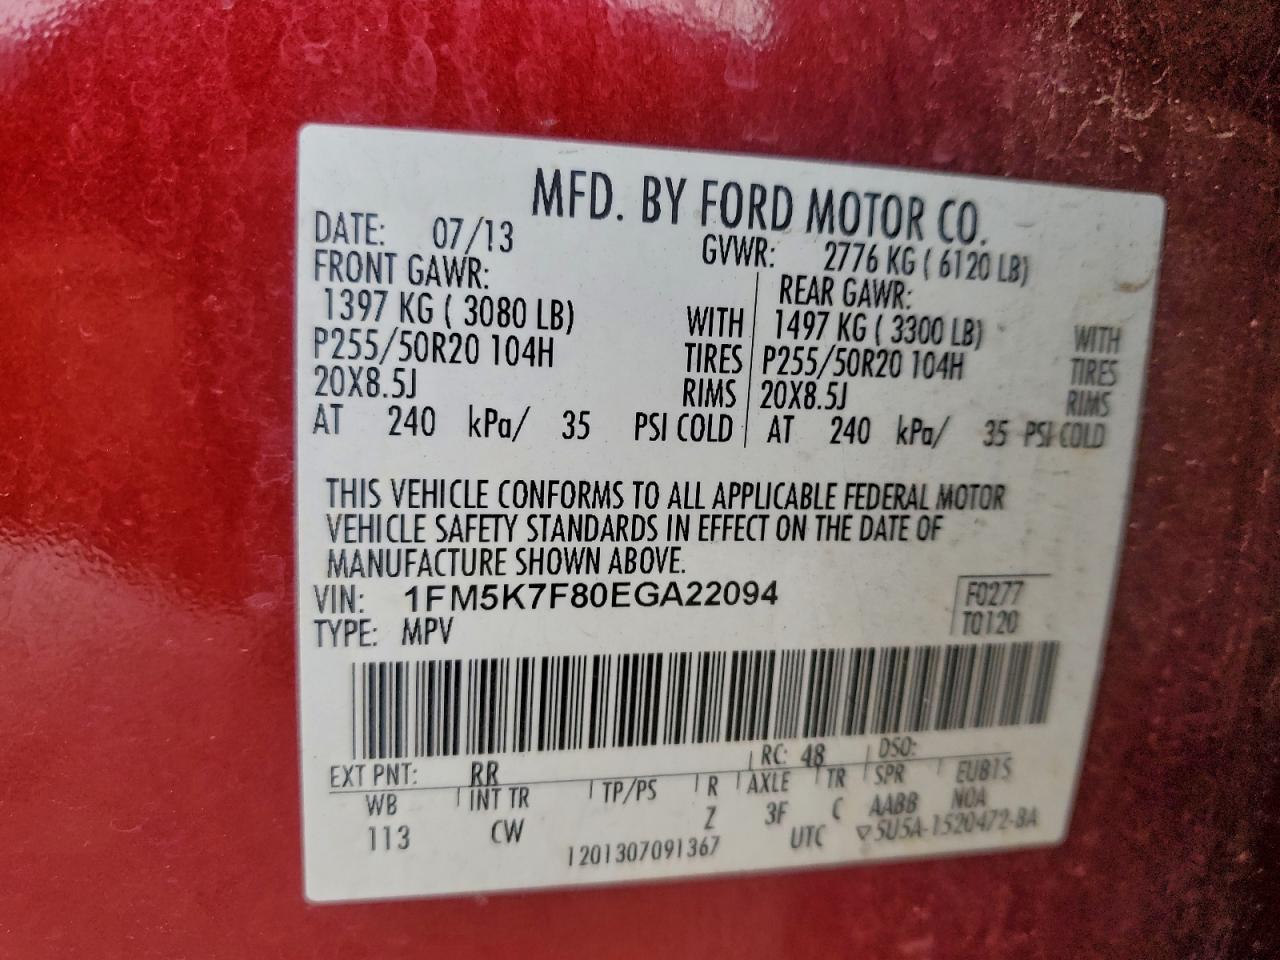 MFD. BY FORD MOTOR CO.
DATE: 07/13 GVWR: 2776 KG ( 6120 LB)
FRONT GAWR: REAR GAWR:
1397 KG ( 3080 LB) WITH 1497 KG ( 3300 LB) WITH
P255/50R20 104H TIRES P255/50R20 104H TIRES
20X8.5J RIMS 20X8.5J RIMS
AT 240 kPa/ 35 PSI COLD AT 240 kPa/ 35 PSI COLD
THIS VEHICLE CONFORMS TO ALL APPLICABLE FEDERAL MOTOR
VEHICLE SAFETY STANDARDS IN EFFECT ON THE DATE OF
MANUFACTURE SHOWN ABOVE.
VIN: 1FM5K7F80EGA22094 F0277
TYPE: MPV T0120
EXT PNT: RR RC: 48 DSO:
WB INT TR TP/PS R AXLE TR SPR EUBTS
113 CW Z 3F C AABB NOA
1201307091367 UTC ▽5U5A-1520472-BA